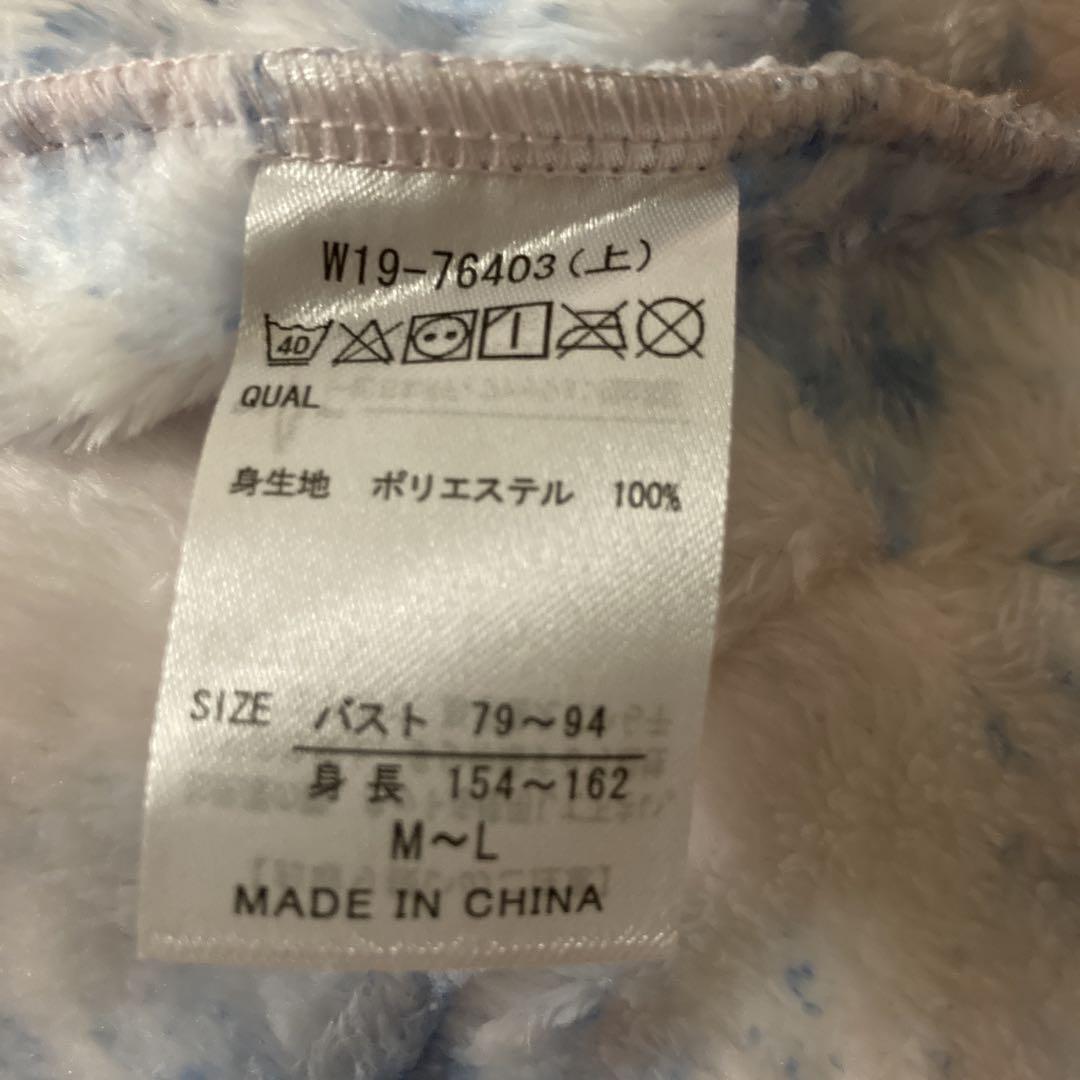 W19-76403(上)
40
QUAL
身生地 ポリエステル 100%
SIZE バスト 79~94
身長 154~162
M~L
MADE IN CHINA